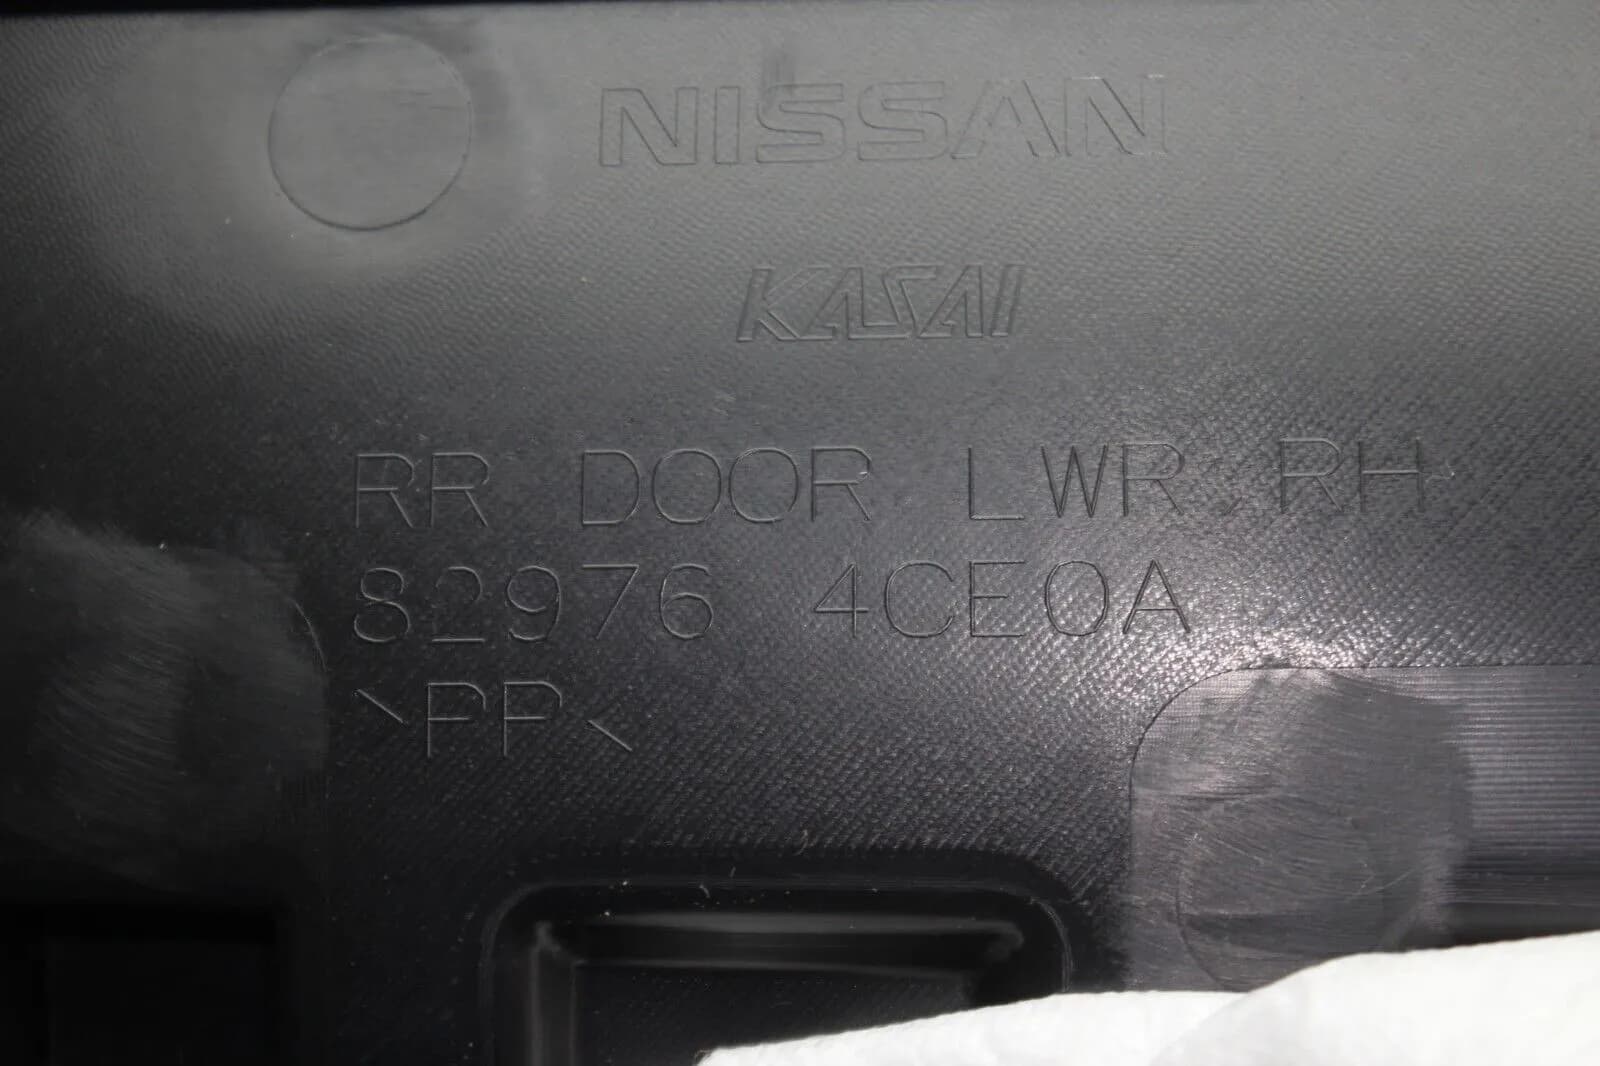 NISSAN
KASAI
RR DOOR LWR.RH
82976 4CE0A
>PP<